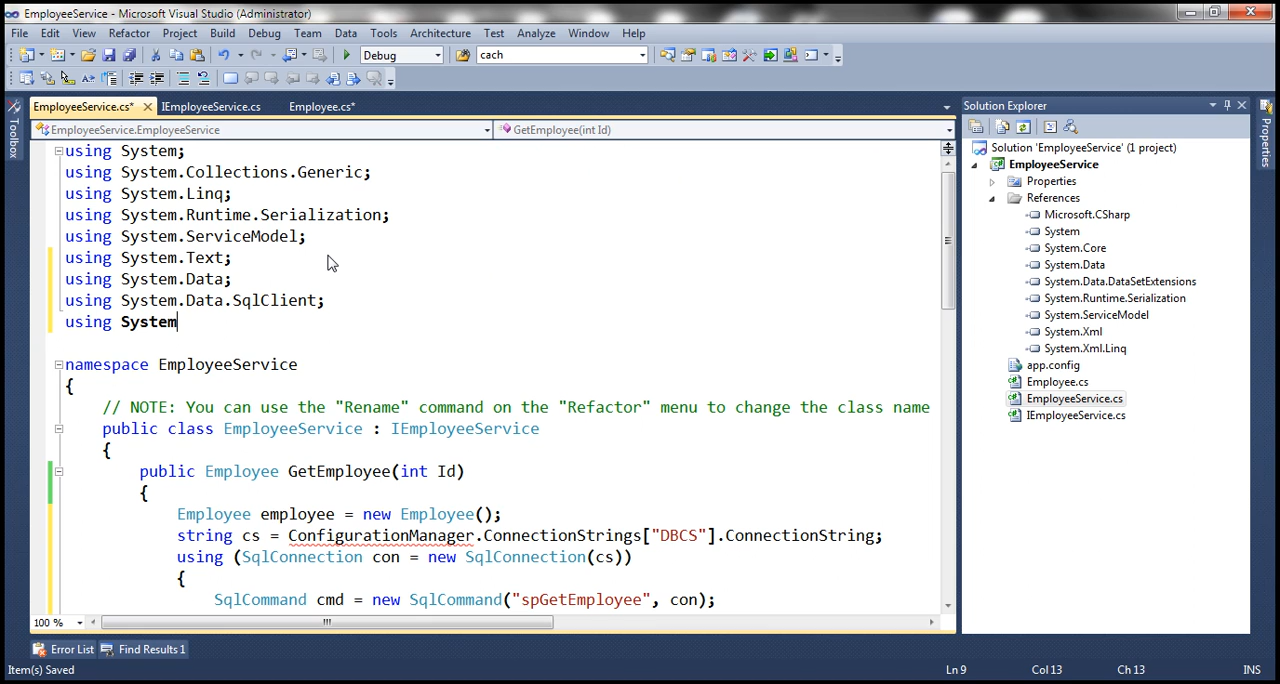 EmployeeService - Microsoft Visual Studio (Administrator)
File Edit View Refactor Project Build Debug Team Data Tools Architecture Test Analyze Window Help
Debug cach
EmployeeService.cs* IEmployeeService.cs Employee.cs*
EmployeeService.EmployeeService GetEmployee(int Id)
using System;
using System.Collections.Generic;
using System.Linq;
using System.Runtime.Serialization;
using System.ServiceModel;
using System.Text;
using System.Data;
using System.Data.SqlClient;
using System
namespace EmployeeService
{
// NOTE: You can use the "Rename" command on the "Refactor" menu to change the class name
public class EmployeeService : IEmployeeService
{
public Employee GetEmployee(int Id)
{
Employee employee = new Employee();
string cs = ConfigurationManager.ConnectionStrings["DBCS"].ConnectionString;
using (SqlConnection con = new SqlConnection(cs))
{
SqlCommand cmd = new SqlCommand("spGetEmployee", con);
100 %
Toolbox
Solution Explorer
Solution 'EmployeeService' (1 project)
EmployeeService
Properties
References
Microsoft.CSharp
System
System.Core
System.Data
System.Data.DataSetExtensions
System.Runtime.Serialization
System.ServiceModel
System.Xml
System.Xml.Linq
app.config
Employee.cs
EmployeeService.cs
IEmployeeService.cs
Properties
Error List Find Results 1
Item(s) Saved Ln 9 Col 13 Ch 13 INS